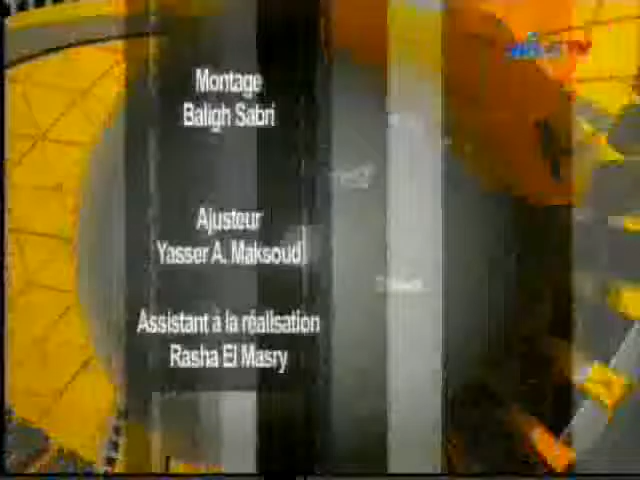 Montage
Baligh Sabri
Ajusteur
Yasser A. Maksoud
Assistant à la réalisation
Rasha El Masry